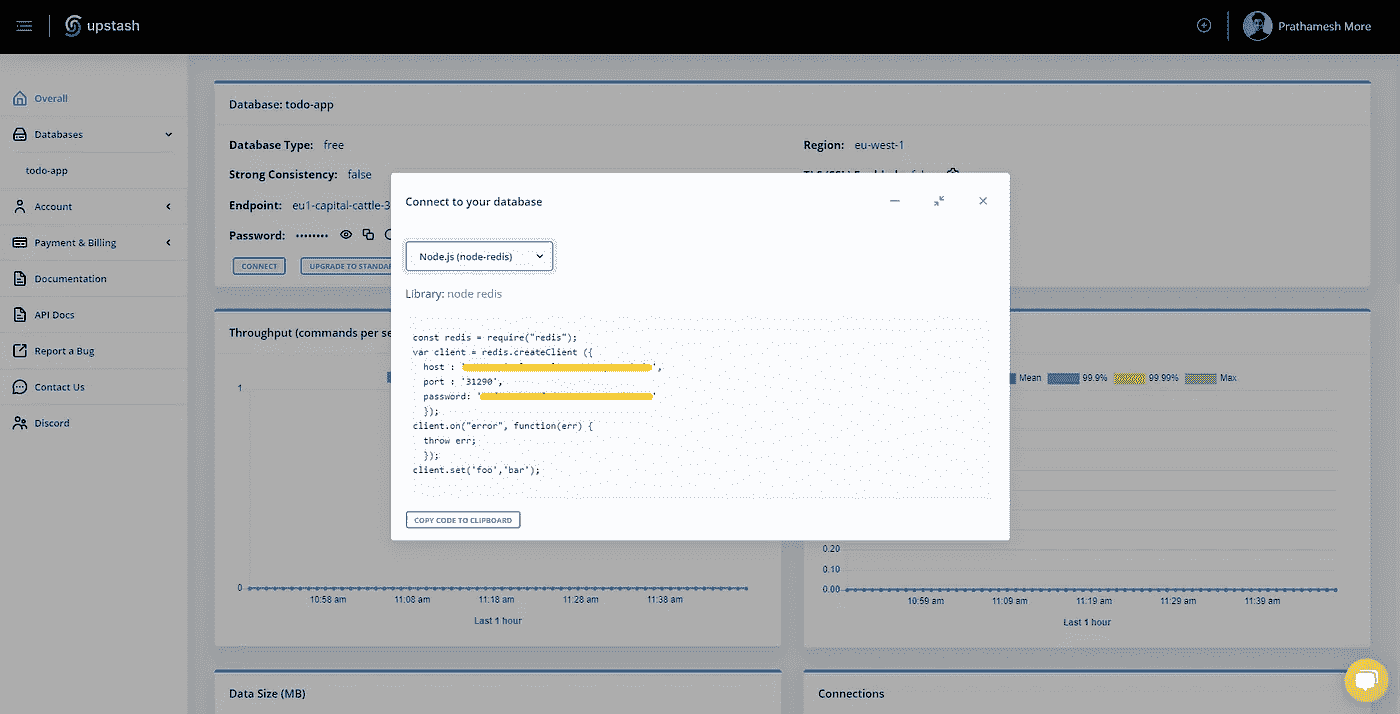 upstash
Prathamesh More
Overall
Databases
todo-app
Account
Payment & Billing
Documentation
API Docs
Report a Bug
Contact Us
Discord
Database: todo-app
Database Type: free
Region: eu-west-1
Strong Consistency: false
Endpoint: eu1-capital-cattle-3
Password: ••••••••
CONNECT
UPGRADE TO STANDAR
Connect to your database
Node.js (node-redis)
Library: node redis
const redis = require("redis");
var client = redis.createClient ({
host : '',
port : '31290',
password: ''
});
client.on("error", function(err) {
throw err;
});
client.set('foo','bar');
COPY CODE TO CLIPBOARD
Throughput (commands per se
1
0
10:58 am 11:08 am 11:18 am 11:28 am 11:38 am
Last 1 hour
Mean 99.9% 99.99% Max
0.20
0.10
0.00
10:59 am 11:09 am 11:19 am 11:29 am 11:39 am
Last 1 hour
Data Size (MB)
Connections